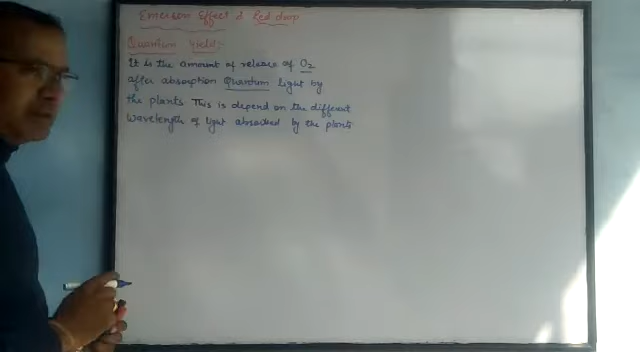 Emerson Effect & Red drop
Quantum Yield:-
It is the amount of release of O2
after absorption Quantum light by
the plants This is depend on the different
wavelength of light absorbed by the plants